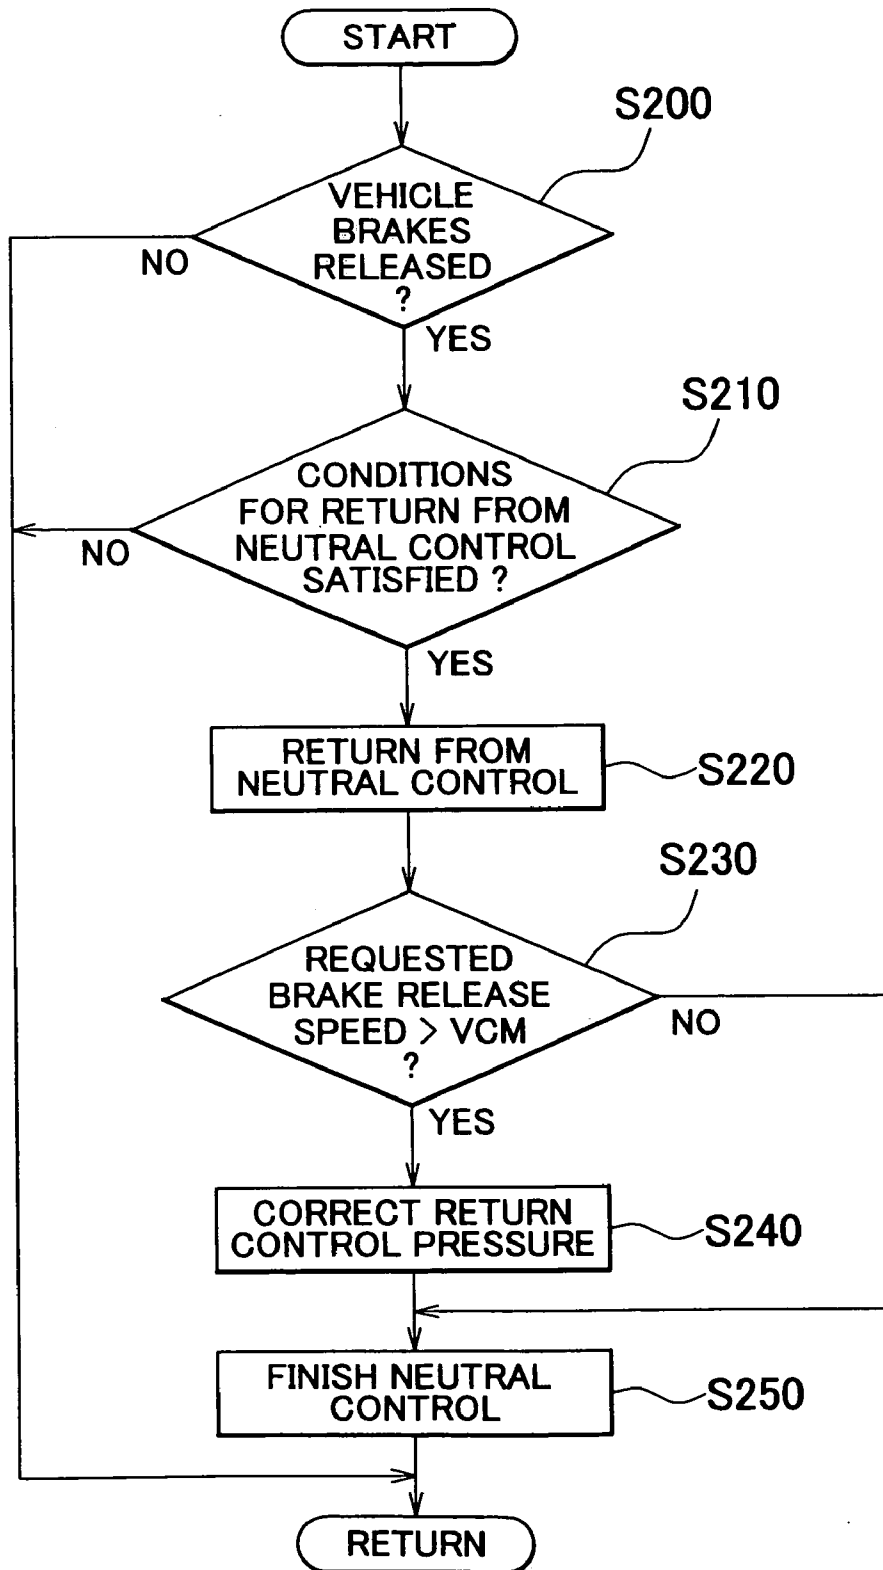 START
S200
VEHICLE
BRAKES
RELEASED
?
NO
YES
S210
CONDITIONS
FOR RETURN FROM
NEUTRAL CONTROL
SATISFIED ?
NO
YES
RETURN FROM
NEUTRAL CONTROL
S220
S230
REQUESTED
BRAKE RELEASE
SPEED > VCM
?
NO
YES
CORRECT RETURN
CONTROL PRESSURE
S240
FINISH NEUTRAL
CONTROL
S250
RETURN